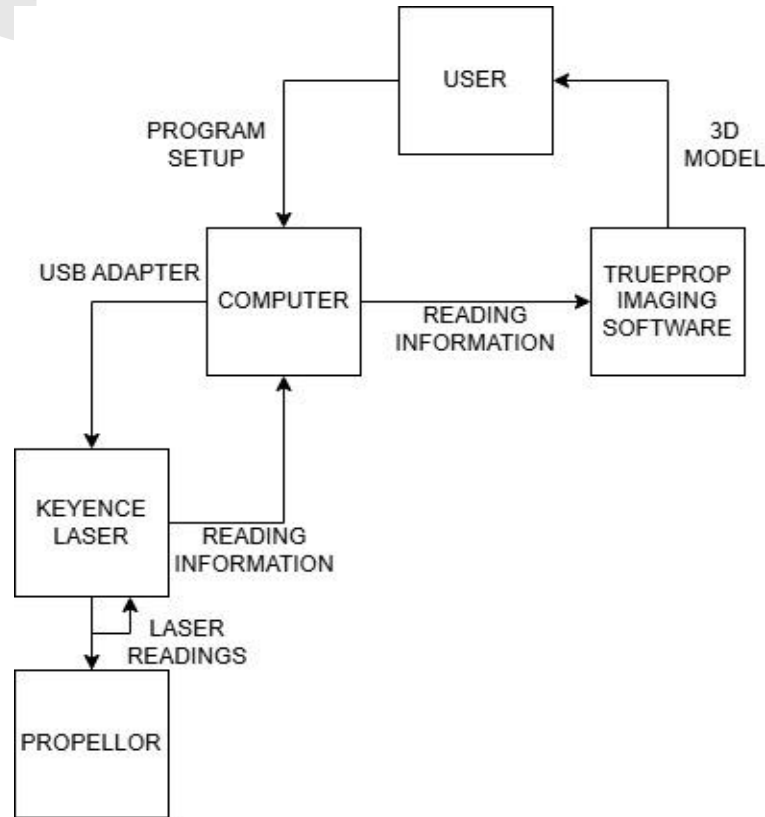 USER
PROGRAM
SETUP
3D
MODEL
USB ADAPTER
COMPUTER
READING
INFORMATION
TRUEPROP
IMAGING
SOFTWARE
KEYENCE
LASER
READING
INFORMATION
LASER
READINGS
PROPELLOR